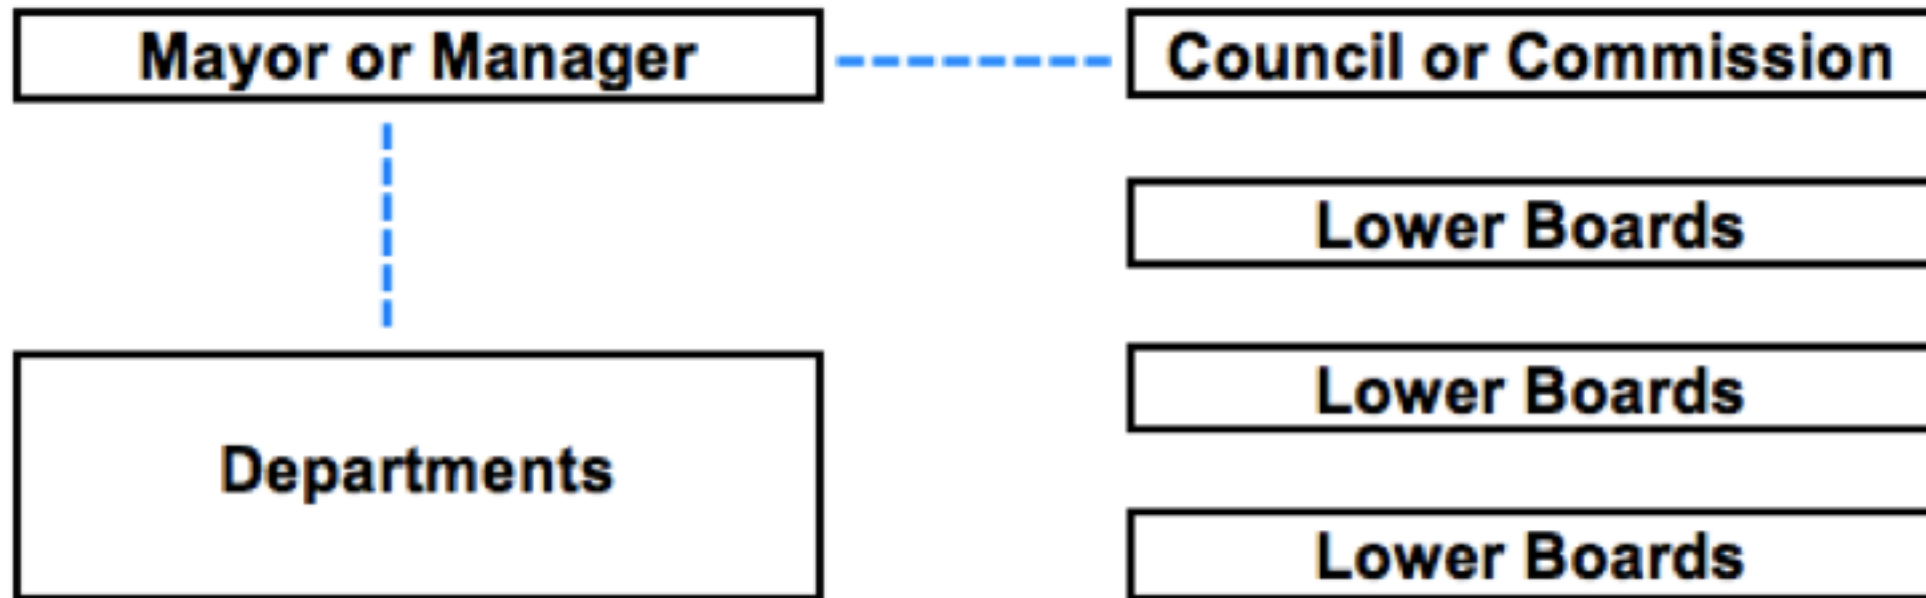 Mayor or Manager
Council or Commission
Lower Boards
Departments
Lower Boards
Lower Boards